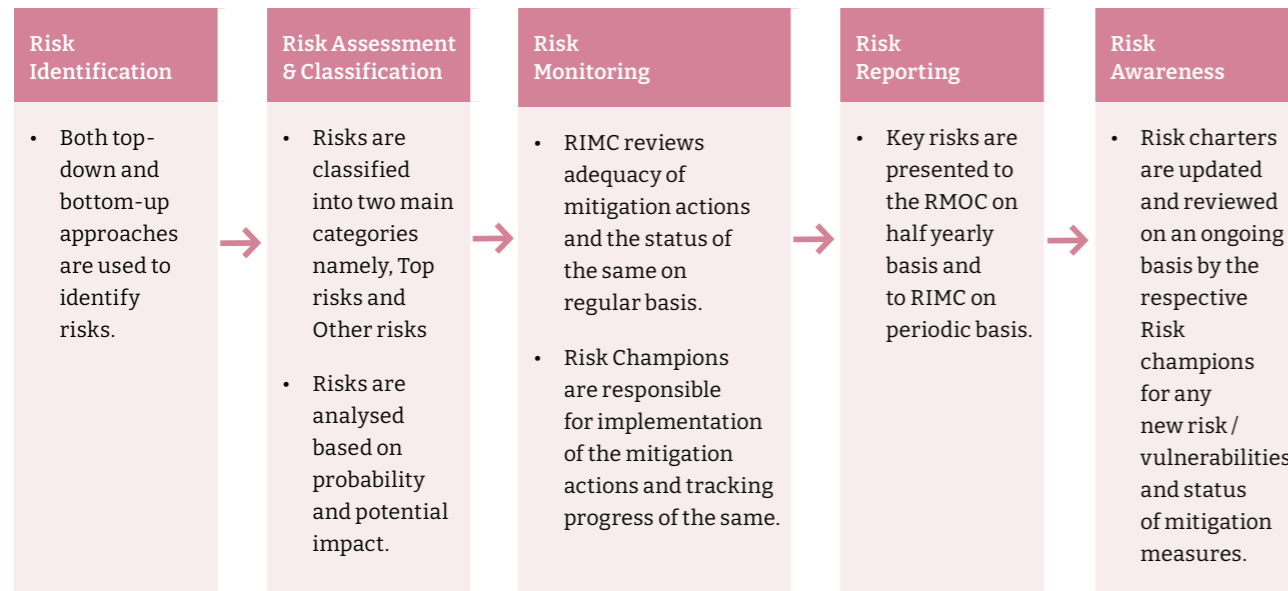 Risk
Identification
• Both top-
down and
bottom-up
approaches
are used to
identify
risks.
Risk Assessment
& Classification
• Risks are
classified
into two main
categories
namely, Top
risks and
Other risks
• Risks are
analysed
based on
probability
and potential
impact.
Risk
Monitoring
• RIMC reviews
adequacy of
mitigation actions
and the status of
the same on
regular basis.
• Risk Champions
are responsible
for implementation
of the mitigation
actions and tracking
progress of the same.
Risk
Reporting
• Key risks are
presented to
the RMOC on
half yearly
basis and
to RIMC on
periodic basis.
Risk
Awareness
• Risk charters
are updated
and reviewed
on an ongoing
basis by the
respective
Risk
champions
for any
new risk /
vulnerabilities
and status
of mitigation
measures.